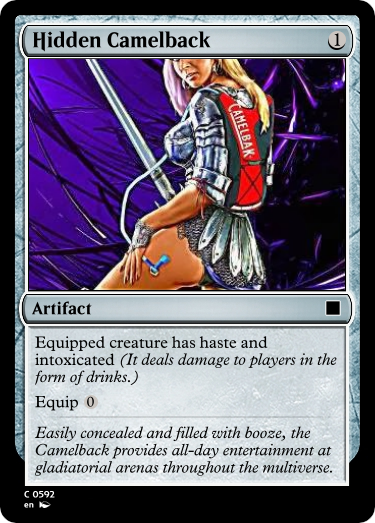 Hidden Camelback 1
CAMELBAK
Artifact
Equipped creature has haste and
intoxicated (It deals damage to players in the
form of drinks.)
Equip 0
Easily concealed and filled with booze, the
Camelback provides all-day entertainment at
gladiatorial arenas throughout the multiverse.
C 0592
en